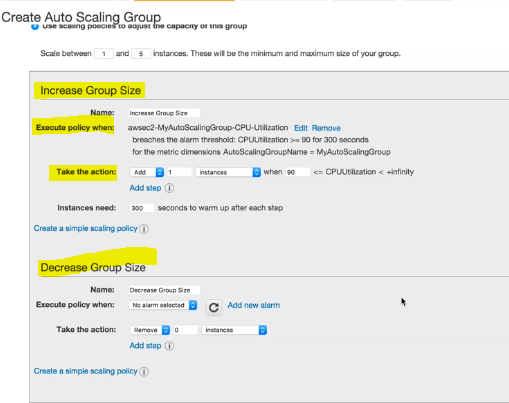 Create Auto Scaling Group
Use scaling policies to adjust the capacity of this group
Scale between 1 and 5 instances. These will be the minimum and maximum size of your group.
Increase Group Size
Name: Increase Group Size
Execute policy when: awsec2-MyAutoScalingGroup-CPU-Utilization Edit Remove
breaches the alarm threshold: CPUUtilization >= 90 for 300 seconds
for the metric dimensions AutoScalingGroupName = MyAutoScalingGroup
Take the action: Add 1 instances when 90 <= CPUUtilization < +infinity
Add step i
Instances need: 300 seconds to warm up after each step
Create a simple scaling policy i
Decrease Group Size
Name: Decrease Group Size
Execute policy when: No alarm selected Add new alarm
Take the action: Remove 0 instances
Add step i
Create a simple scaling policy i